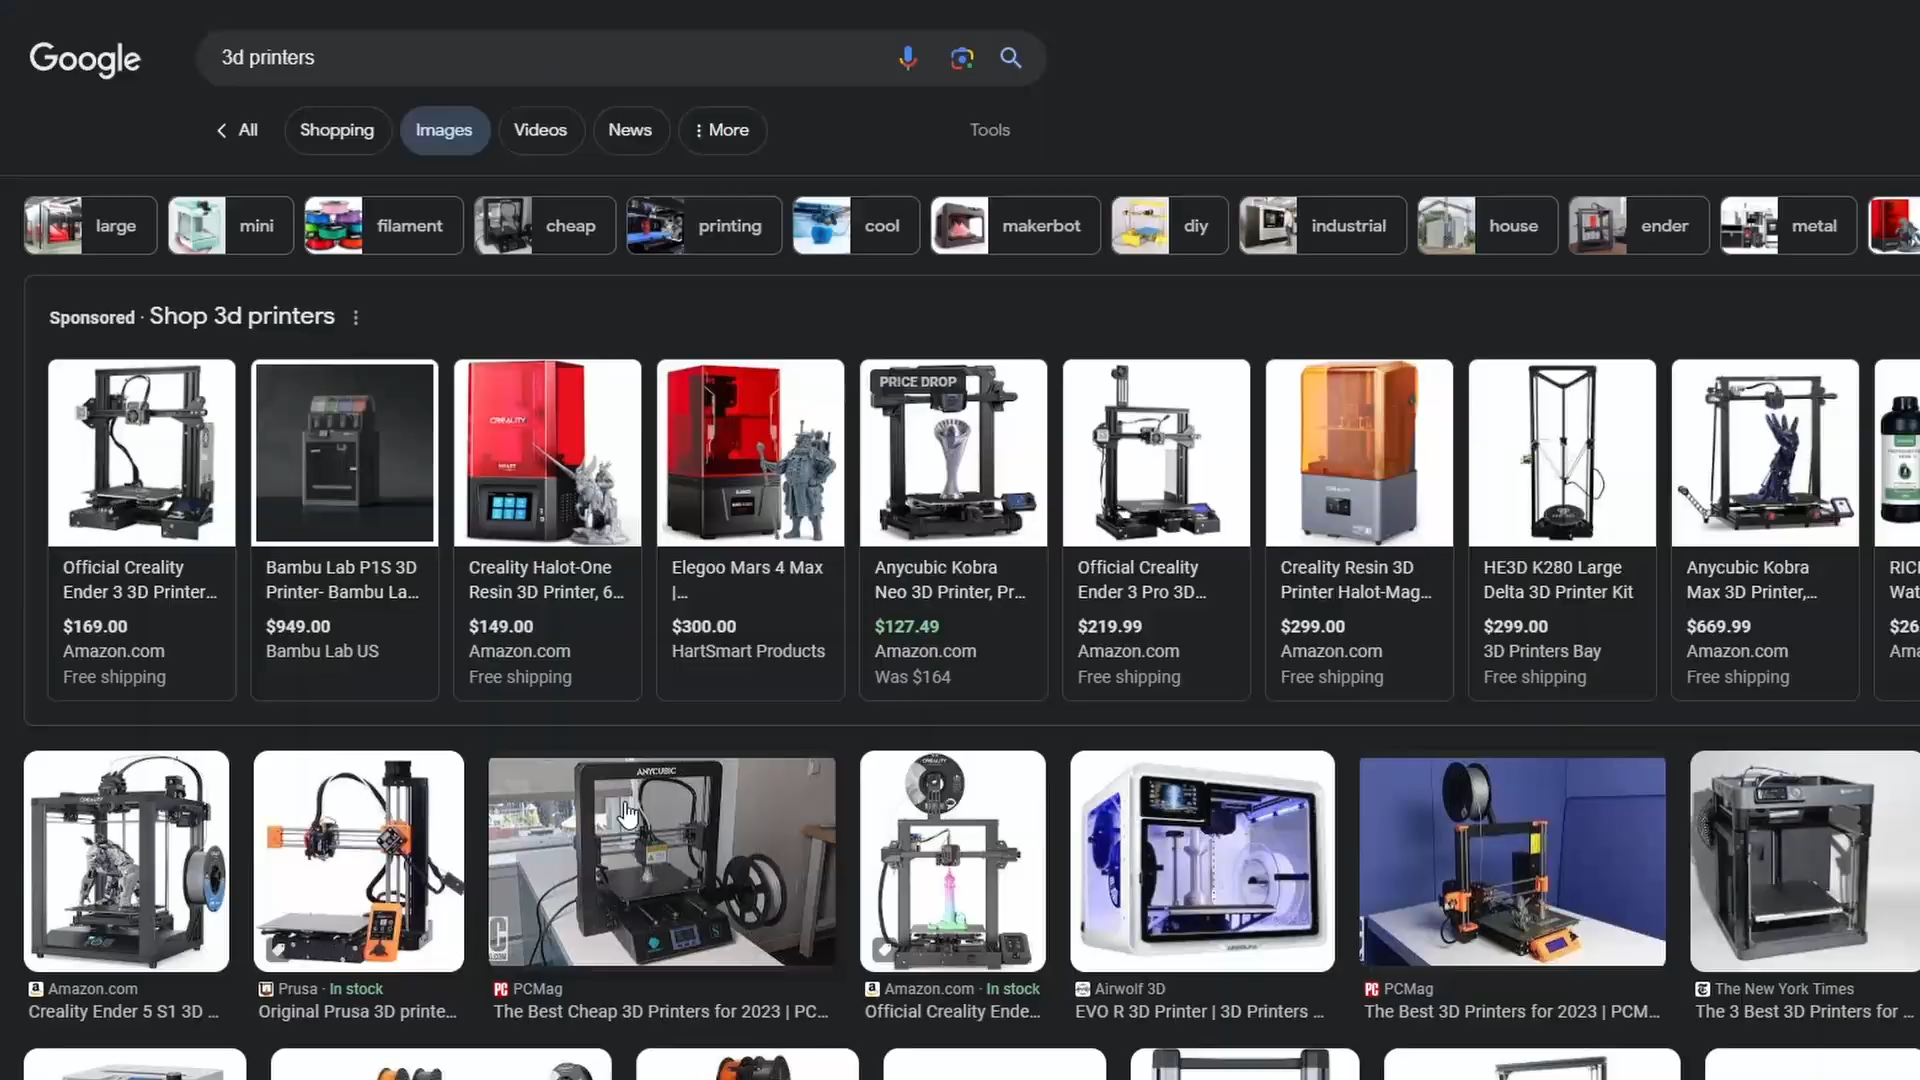 Google
3d printers
All
Shopping
Images
Videos
News
More
Tools
large
mini
filament
cheap
printing
cool
makerbot
diy
industrial
house
ender
metal
Sponsored · Shop 3d printers
CREALITY
PRICE DROP
Official Creality
Ender 3 3D Printer...
$169.00
Amazon.com
Free shipping
Bambu Lab P1S 3D
Printer- Bambu La...
$949.00
Bambu Lab US
Creality Halot-One
Resin 3D Printer, 6...
$149.00
Amazon.com
Free shipping
Elegoo Mars 4 Max
|...
$300.00
HartSmart Products
Anycubic Kobra
Neo 3D Printer, Pr...
$127.49
Amazon.com
Was $164
Official Creality
Ender 3 Pro 3D...
$219.99
Amazon.com
Free shipping
Creality Resin 3D
Printer Halot-Mag...
$299.00
Amazon.com
Free shipping
HE3D K280 Large
Delta 3D Printer Kit
$299.00
3D Printers Bay
Free shipping
Anycubic Kobra
Max 3D Printer,...
$669.99
Amazon.com
Free shipping
RIC
Wat
$26
Ama
ANYCUBIC
Amazon.com
Creality Ender 5 S1 3D ...
Prusa · In stock
Original Prusa 3D printe...
PC PCMag
The Best Cheap 3D Printers for 2023 | PC...
Amazon.com · In stock
Official Creality Ende...
Airwolf 3D
EVO R 3D Printer | 3D Printers ...
PC PCMag
The Best 3D Printers for 2023 | PCM...
The New York Times
The 3 Best 3D Printers for ...